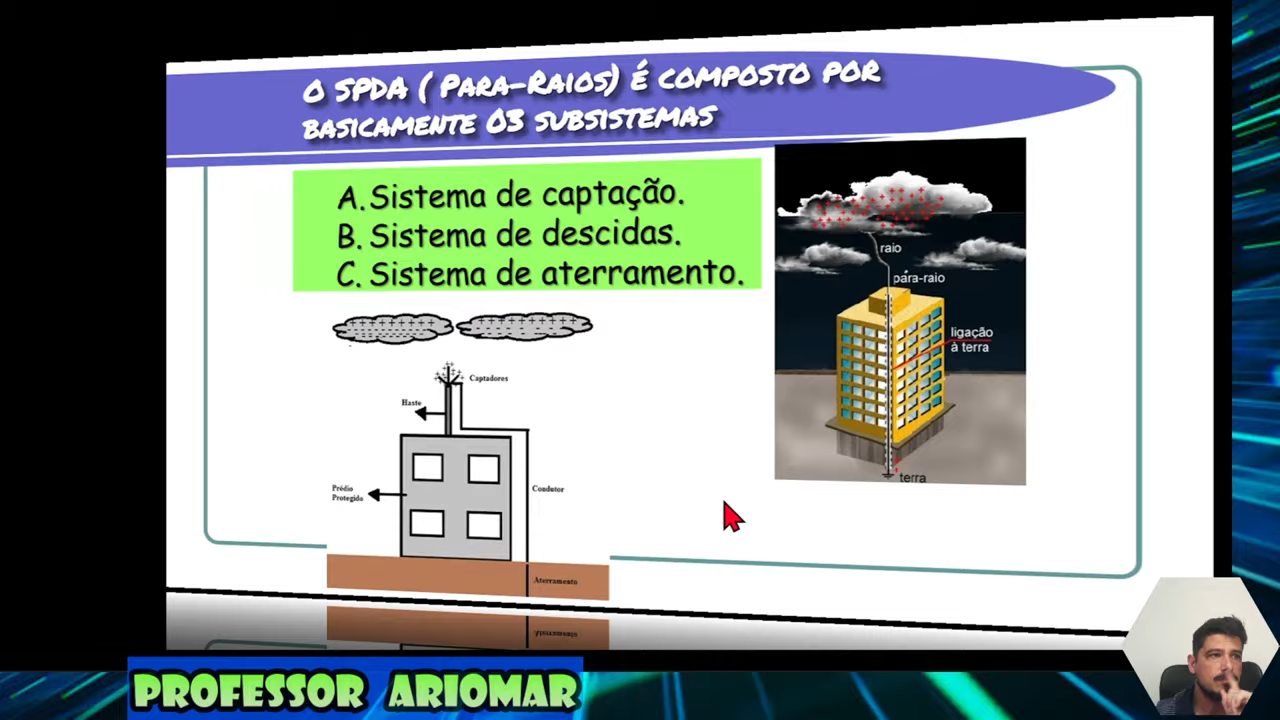 O SPDA ( PARA-RAIOS) É COMPOSTO POR
BASICAMENTE 03 SUBSISTEMAS
A. Sistema de captação.
B. Sistema de descidas.
C. Sistema de aterramento.
raio
pára-raio
ligação
à terra
terra
Captadores
Haste
Prédio
Protegido
Condutor
Aterramento
PROFESSOR ARIOMAR